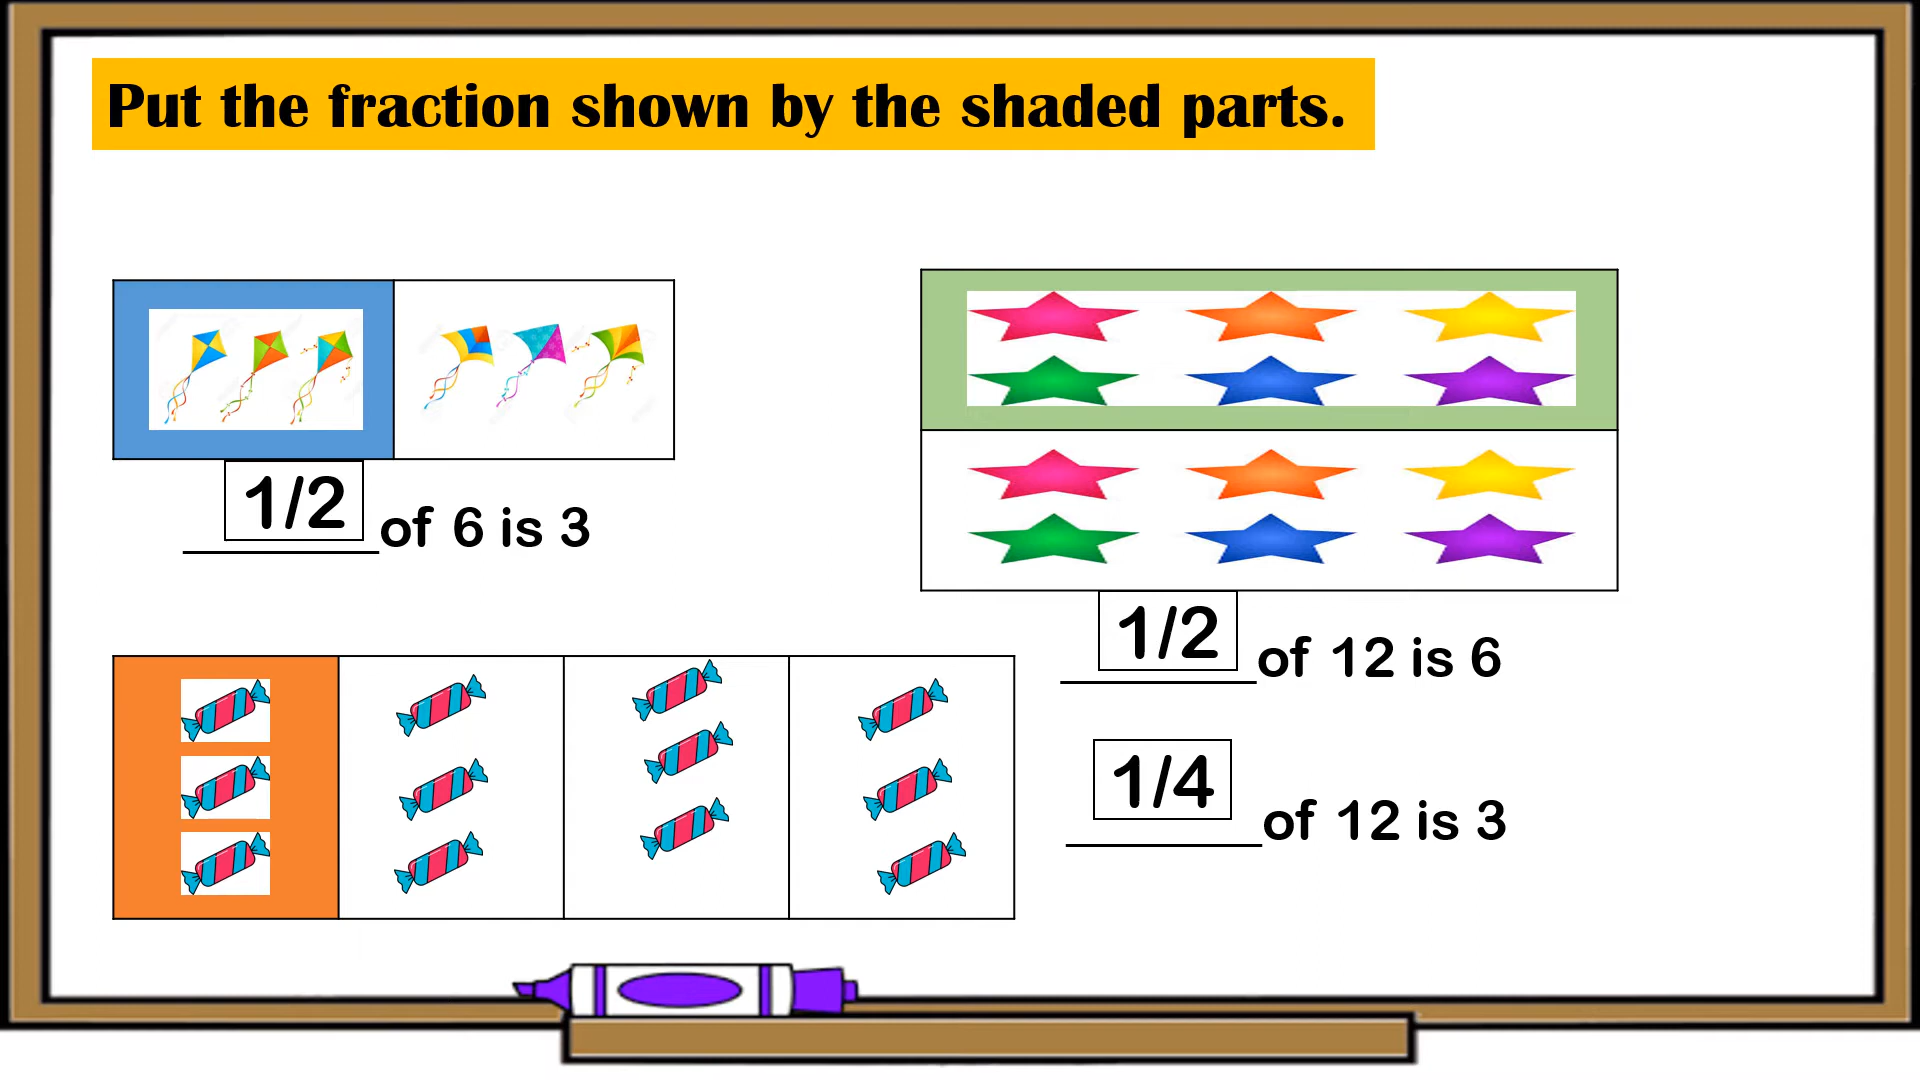 Put the fraction shown by the shaded parts.
1/2 of 6 is 3
1/2 of 12 is 6
1/4 of 12 is 3